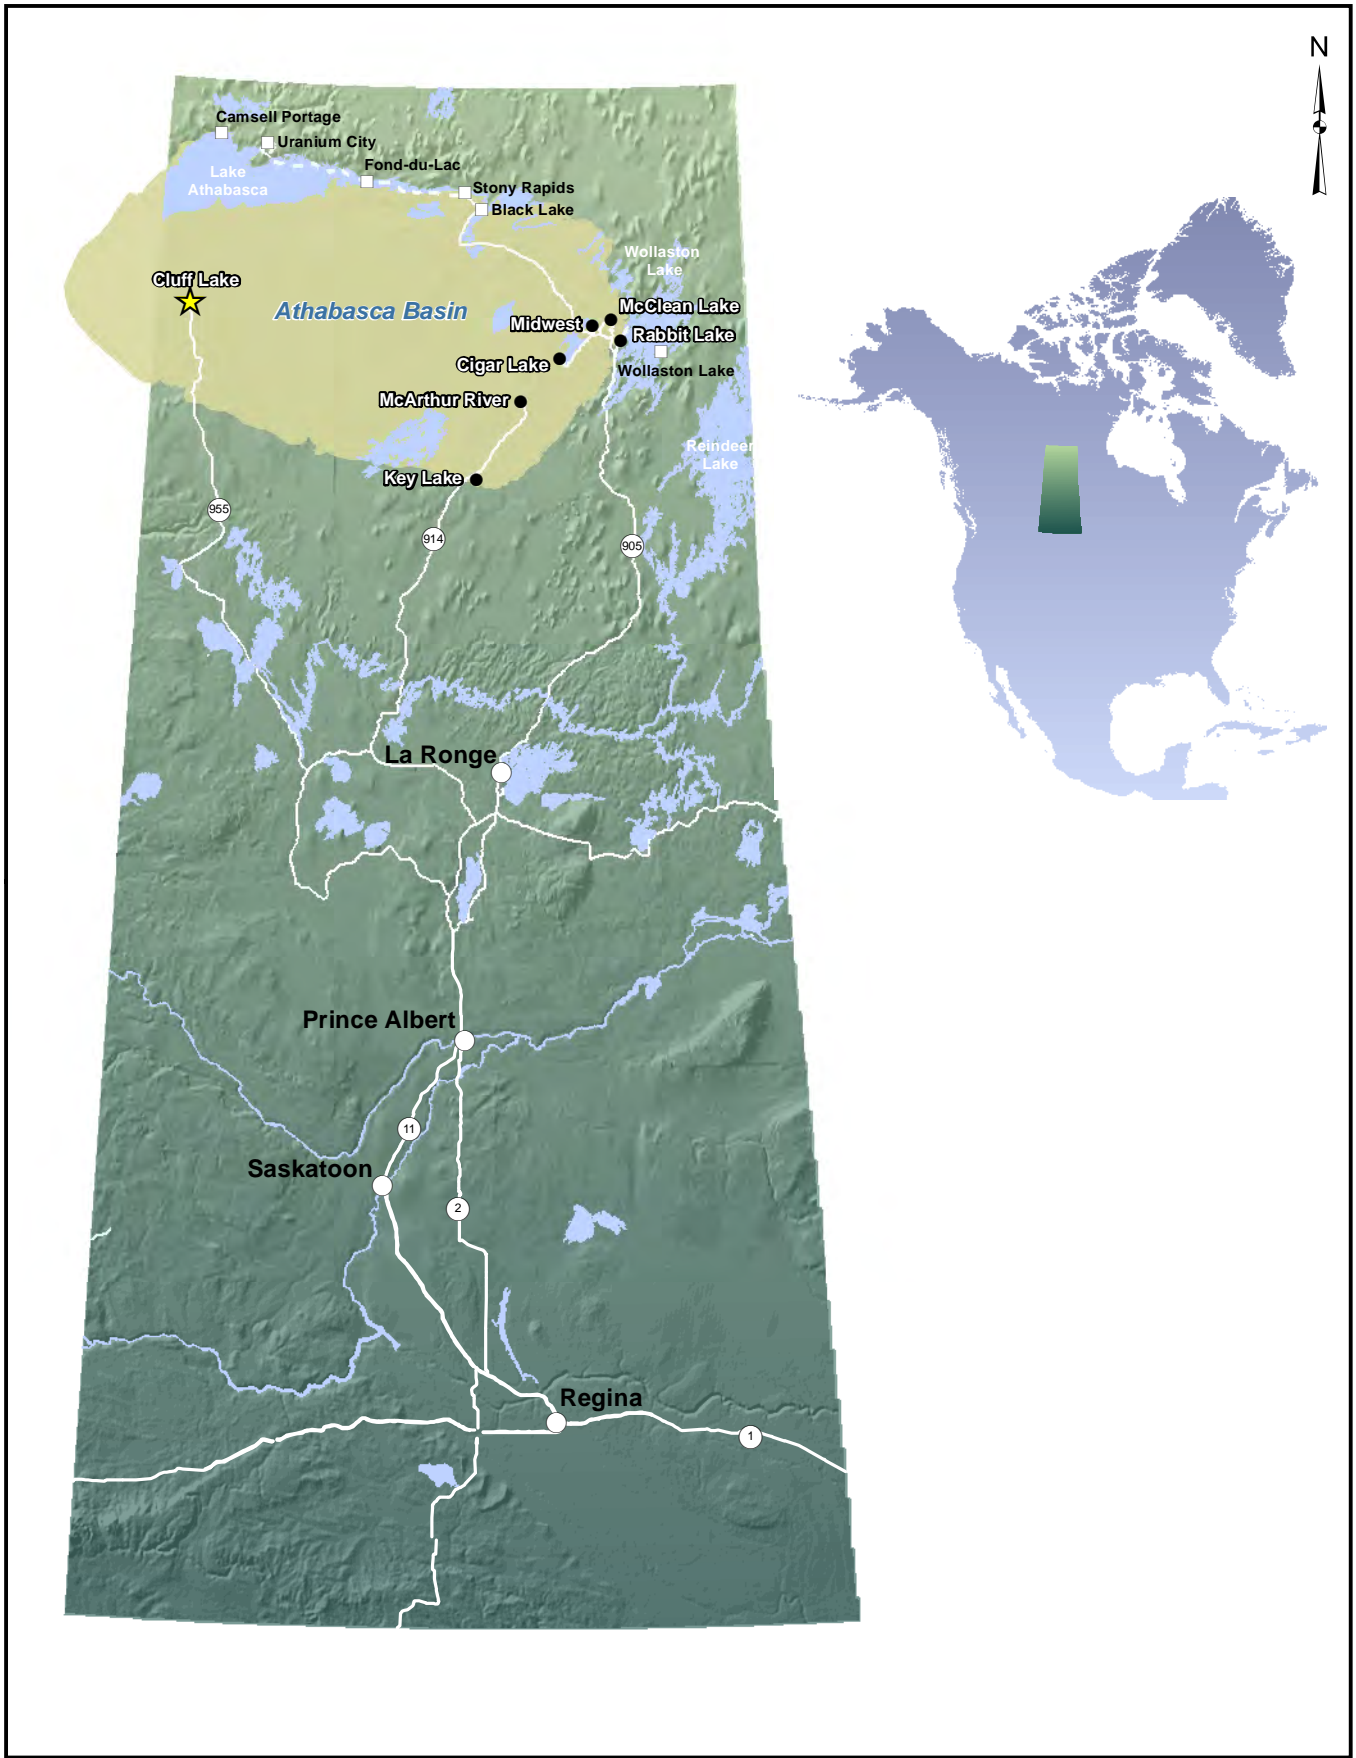 N
Camsell Portage
Uranium City
Fond-du-Lac
Lake
Athabasca
Stony Rapids
Black Lake
Wollaston
Lake
Cluff Lake
Athabasca Basin
McClean Lake
Midwest
Rabbit Lake
Cigar Lake
Wollaston Lake
McArthur River
Reindeer
Lake
Key Lake
955
914
905
La Ronge
Prince Albert
11
Saskatoon
2
Regina
1